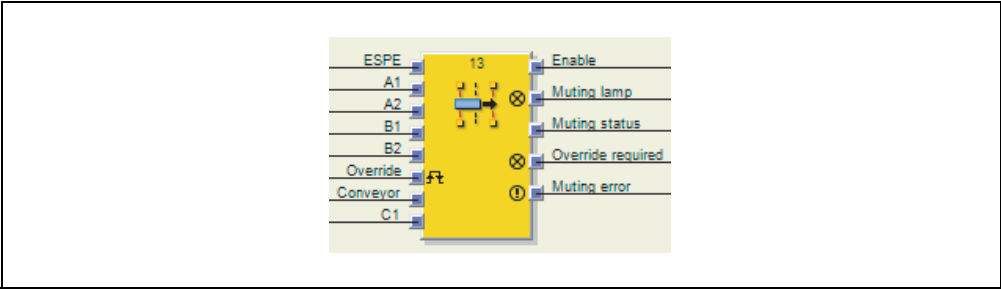 ESPE
A1
A2
B1
B2
Override
Conveyor
C1
13
Enable
Muting lamp
Muting status
Override required
Muting error